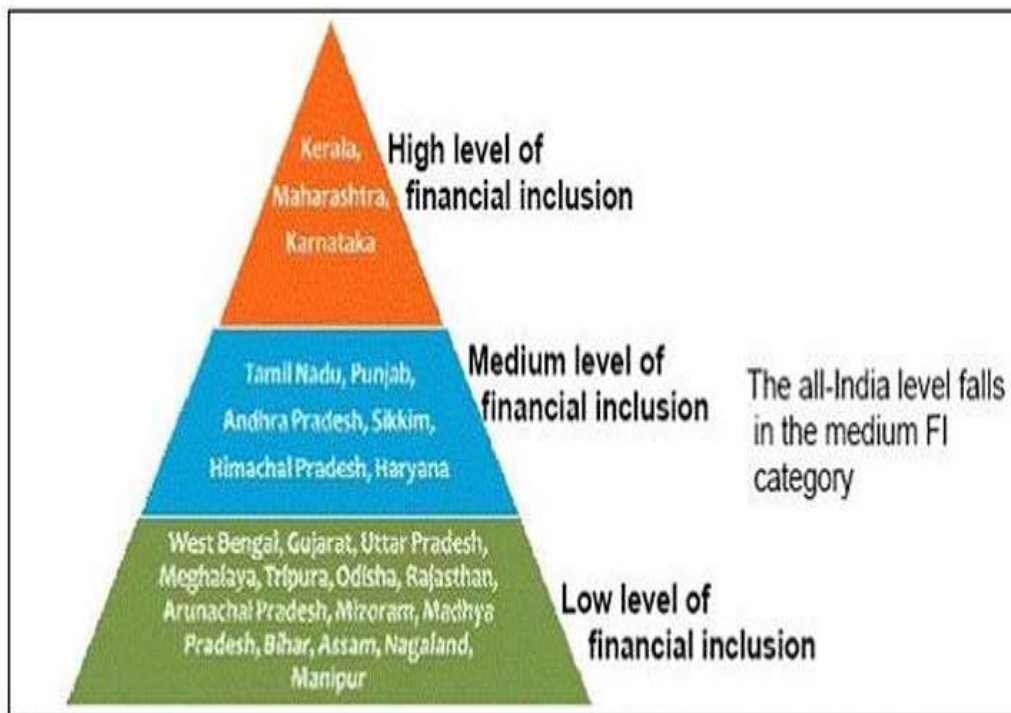 Kerala,
Maharashtra,
Karnataka
High level of
financial inclusion
Tamil Nadu, Punjab,
Andhra Pradesh, Sikkim,
Himachal Pradesh, Haryana
Medium level of
financial inclusion
The all-India level falls
in the medium FI
category
West Bengal, Gujarat, Uttar Pradesh,
Meghalaya, Tripura, Odisha, Rajasthan,
Arunachal Pradesh, Mizoram, Madhya
Pradesh, Bihar, Assam, Nagaland,
Manipur
Low level of
financial inclusion